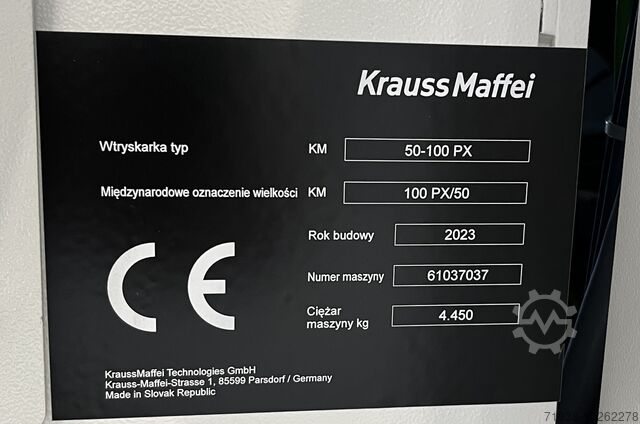 KraussMaffei
Wtryskarka typ KM 50-100 PX
Międzynarodowe oznaczenie wielkości KM 100 PX/50
Rok budowy 2023
Numer maszyny 61037037
Ciężar
maszyny kg 4.450
CE
KraussMaffei Technologies GmbH
Krauss-Maffei-Strasse 1, 85599 Parsdorf / Germany
Made in Slovak Republic